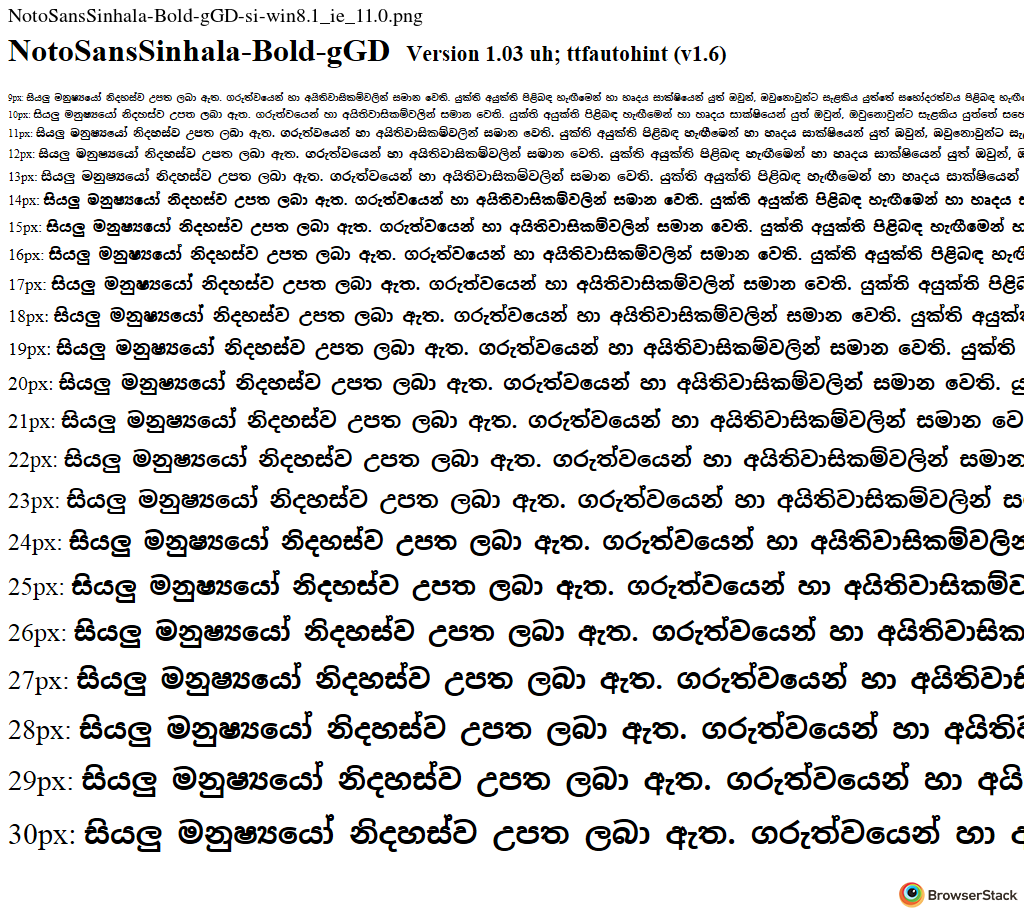 NotoSansSinhala-Bold-gGD-si-win8.1_ie_11.0.png
NotoSansSinhala-Bold-gGD Version 1.03 uh; ttfautohint (v1.6)
9px: සියලු මනුෂ්‍යයෝ නිදහස්ව උපත ලබා ඇත. ගරුත්වයෙන් හා අයිතිවාසිකම්වලින් සමාන වෙති. යුක්ති අයුක්ති පිළිබඳ හැඟීමෙන් හා හෘදය සාක්ෂියෙන් යුත් ඔවුන්, ඔවුනොවුන්ට සැළකිය යුත්තේ සහෝදරත්වය පිළිබඳ
10px: සියලු මනුෂ්‍යයෝ නිදහස්ව උපත ලබා ඇත. ගරුත්වයෙන් හා අයිතිවාසිකම්වලින් සමාන වෙති. යුක්ති අයුක්ති පිළිබඳ හැඟීමෙන් හා හෘදය සාක්ෂියෙන් යුත් ඔවුන්, ඔවුනොවුන්ට සැළකිය යුත්තේ
11px: සියලු මනුෂ්‍යයෝ නිදහස්ව උපත ලබා ඇත. ගරුත්වයෙන් හා අයිතිවාසිකම්වලින් සමාන වෙති. යුක්ති අයුක්ති පිළිබඳ හැඟීමෙන් හා හෘදය සාක්ෂියෙන් යුත් ඔවුන්, ඔවුනොවුන්ට
12px: සියලු මනුෂ්‍යයෝ නිදහස්ව උපත ලබා ඇත. ගරුත්වයෙන් හා අයිතිවාසිකම්වලින් සමාන වෙති. යුක්ති අයුක්ති පිළිබඳ හැඟීමෙන් හා හෘදය සාක්ෂියෙන් යුත් ඔවුන්,
13px: සියලු මනුෂ්‍යයෝ නිදහස්ව උපත ලබා ඇත. ගරුත්වයෙන් හා අයිතිවාසිකම්වලින් සමාන වෙති. යුක්ති අයුක්ති පිළිබඳ හැඟීමෙන් හා හෘදය සාක්ෂියෙන්
14px: සියලු මනුෂ්‍යයෝ නිදහස්ව උපත ලබා ඇත. ගරුත්වයෙන් හා අයිතිවාසිකම්වලින් සමාන වෙති. යුක්ති අයුක්ති පිළිබඳ හැඟීමෙන් හා හෘදය
15px: සියලු මනුෂ්‍යයෝ නිදහස්ව උපත ලබා ඇත. ගරුත්වයෙන් හා අයිතිවාසිකම්වලින් සමාන වෙති. යුක්ති අයුක්ති පිළිබඳ හැඟීමෙන්
16px: සියලු මනුෂ්‍යයෝ නිදහස්ව උපත ලබා ඇත. ගරුත්වයෙන් හා අයිතිවාසිකම්වලින් සමාන වෙති. යුක්ති අයුක්ති පිළිබඳ
17px: සියලු මනුෂ්‍යයෝ නිදහස්ව උපත ලබා ඇත. ගරුත්වයෙන් හා අයිතිවාසිකම්වලින් සමාන වෙති. යුක්ති අයුක්ති
18px: සියලු මනුෂ්‍යයෝ නිදහස්ව උපත ලබා ඇත. ගරුත්වයෙන් හා අයිතිවාසිකම්වලින් සමාන වෙති. යුක්ති
19px: සියලු මනුෂ්‍යයෝ නිදහස්ව උපත ලබා ඇත. ගරුත්වයෙන් හා අයිතිවාසිකම්වලින් සමාන වෙති. යුක්ති
20px: සියලු මනුෂ්‍යයෝ නිදහස්ව උපත ලබා ඇත. ගරුත්වයෙන් හා අයිතිවාසිකම්වලින් සමාන වෙති.
21px: සියලු මනුෂ්‍යයෝ නිදහස්ව උපත ලබා ඇත. ගරුත්වයෙන් හා අයිතිවාසිකම්වලින් සමාන
22px: සියලු මනුෂ්‍යයෝ නිදහස්ව උපත ලබා ඇත. ගරුත්වයෙන් හා අයිතිවාසිකම්වලින් සමාන
23px: සියලු මනුෂ්‍යයෝ නිදහස්ව උපත ලබා ඇත. ගරුත්වයෙන් හා අයිතිවාසිකම්වලින්
24px: සියලු මනුෂ්‍යයෝ නිදහස්ව උපත ලබා ඇත. ගරුත්වයෙන් හා අයිතිවාසිකම්වලින්
25px: සියලු මනුෂ්‍යයෝ නිදහස්ව උපත ලබා ඇත. ගරුත්වයෙන් හා අයිතිවාසිකම්ව
26px: සියලු මනුෂ්‍යයෝ නිදහස්ව උපත ලබා ඇත. ගරුත්වයෙන් හා අයිතිවාසික
27px: සියලු මනුෂ්‍යයෝ නිදහස්ව උපත ලබා ඇත. ගරුත්වයෙන් හා අයිතිවාසි
28px: සියලු මනුෂ්‍යයෝ නිදහස්ව උපත ලබා ඇත. ගරුත්වයෙන් හා අයිති
29px: සියලු මනුෂ්‍යයෝ නිදහස්ව උපත ලබා ඇත. ගරුත්වයෙන් හා අයි
30px: සියලු මනුෂ්‍යයෝ නිදහස්ව උපත ලබා ඇත. ගරුත්වයෙන් හා
BrowserStack